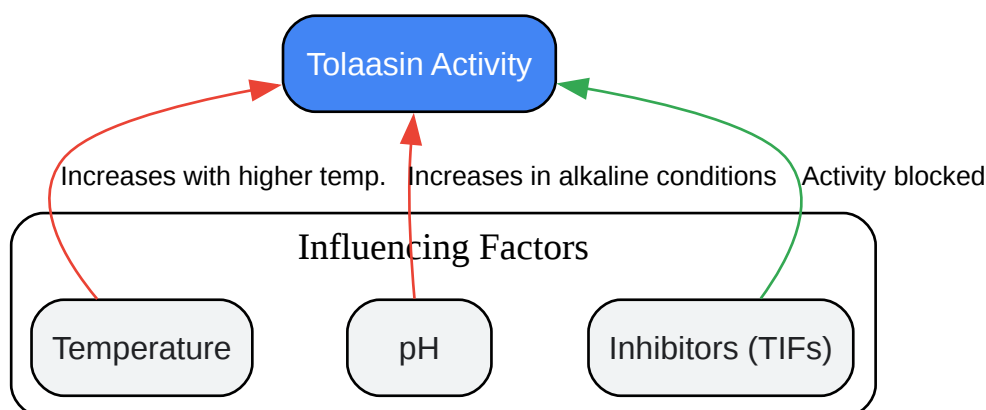 Tolaasin Activity
Increases with higher temp.
Increases in alkaline conditions
Activity blocked
Influencing Factors
Temperature
pH
Inhibitors (TIFs)